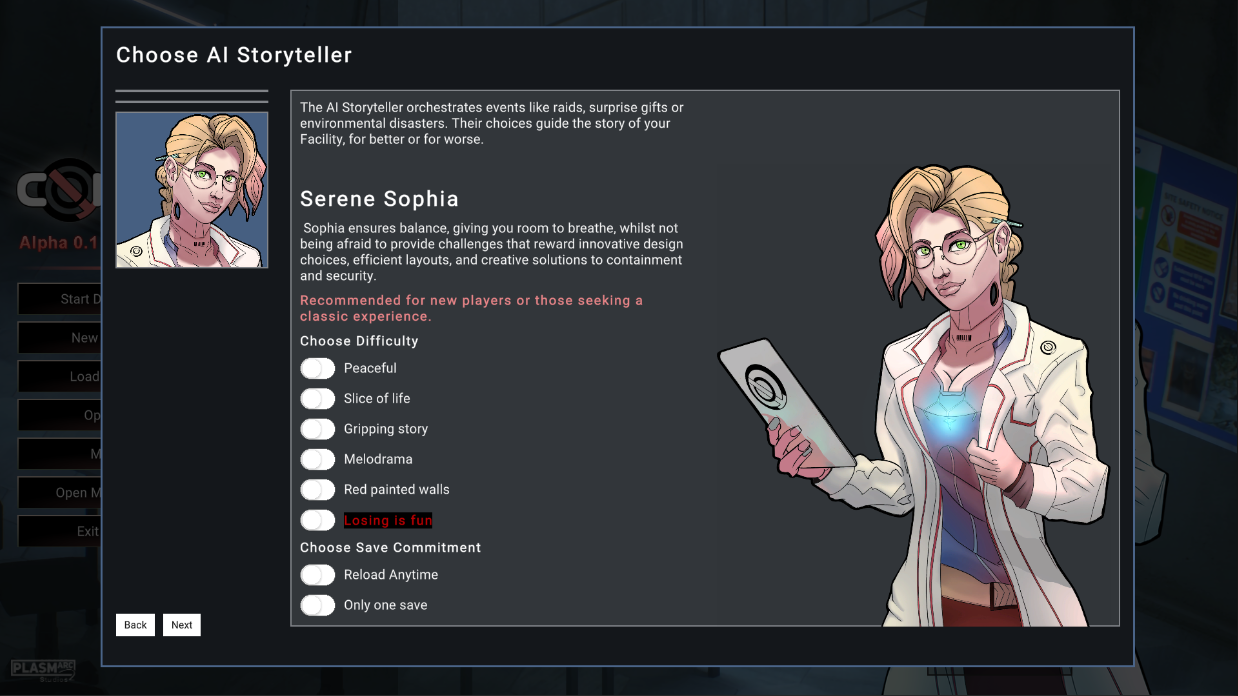 Choose AI Storyteller
The AI Storyteller orchestrates events like raids, surprise gifts or
environmental disasters. Their choices guide the story of your
Facility, for better or for worse.
Serene Sophia
Sophia ensures balance, giving you room to breathe, whilst not
being afraid to provide challenges that reward innovative design
choices, efficient layouts, and creative solutions to containment
and security.
Recommended for new players or those seeking a
classic experience.
Choose Difficulty
Peaceful
Slice of life
Gripping story
Melodrama
Red painted walls
Losing is fun
Choose Save Commitment
Reload Anytime
Only one save
Back
Next
Alpha 0.1
Start D
New
Load
Op
M
Open M
Exit
PLASMARC
Studios
SITE SAFETY NOTICE